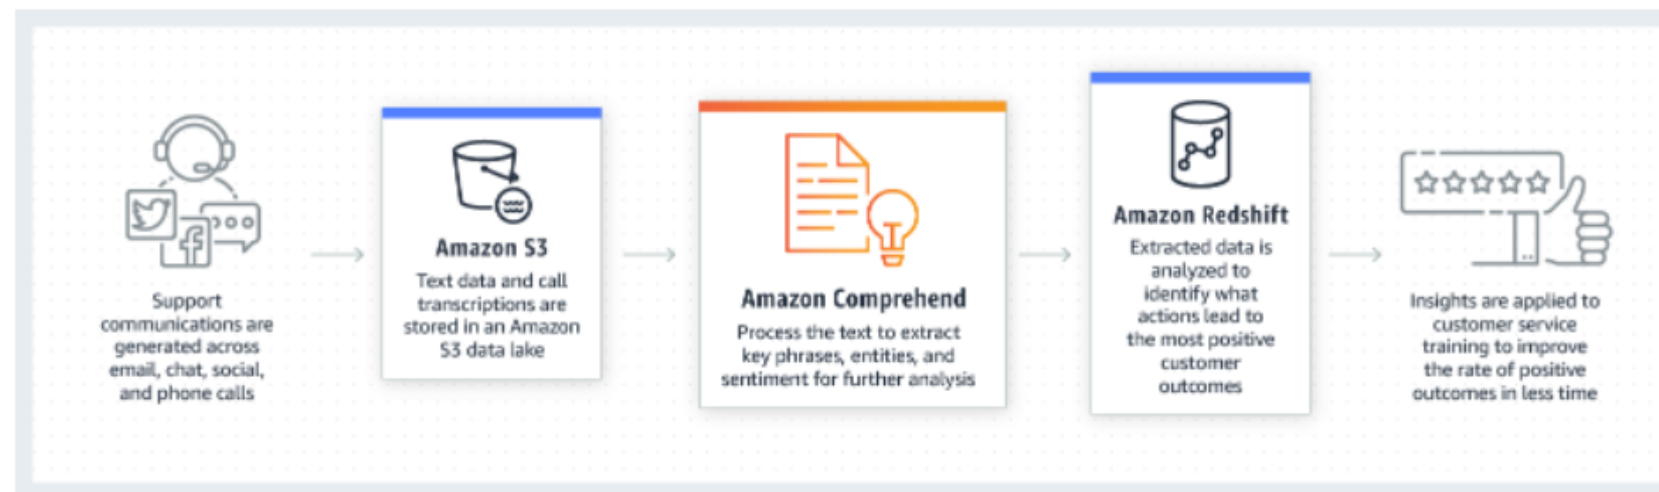 Support
communications are
generated across
email, chat, social,
and phone calls
Amazon S3
Text data and call
transcriptions are
stored in an Amazon
S3 data lake
Amazon Comprehend
Process the text to extract
key phrases, entities, and
sentiment for further analysis
Amazon Redshift
Extracted data is
analyzed to
identify what
actions lead to
the most positive
customer
outcomes
Insights are applied to
customer service
training to improve
the rate of positive
outcomes in less time